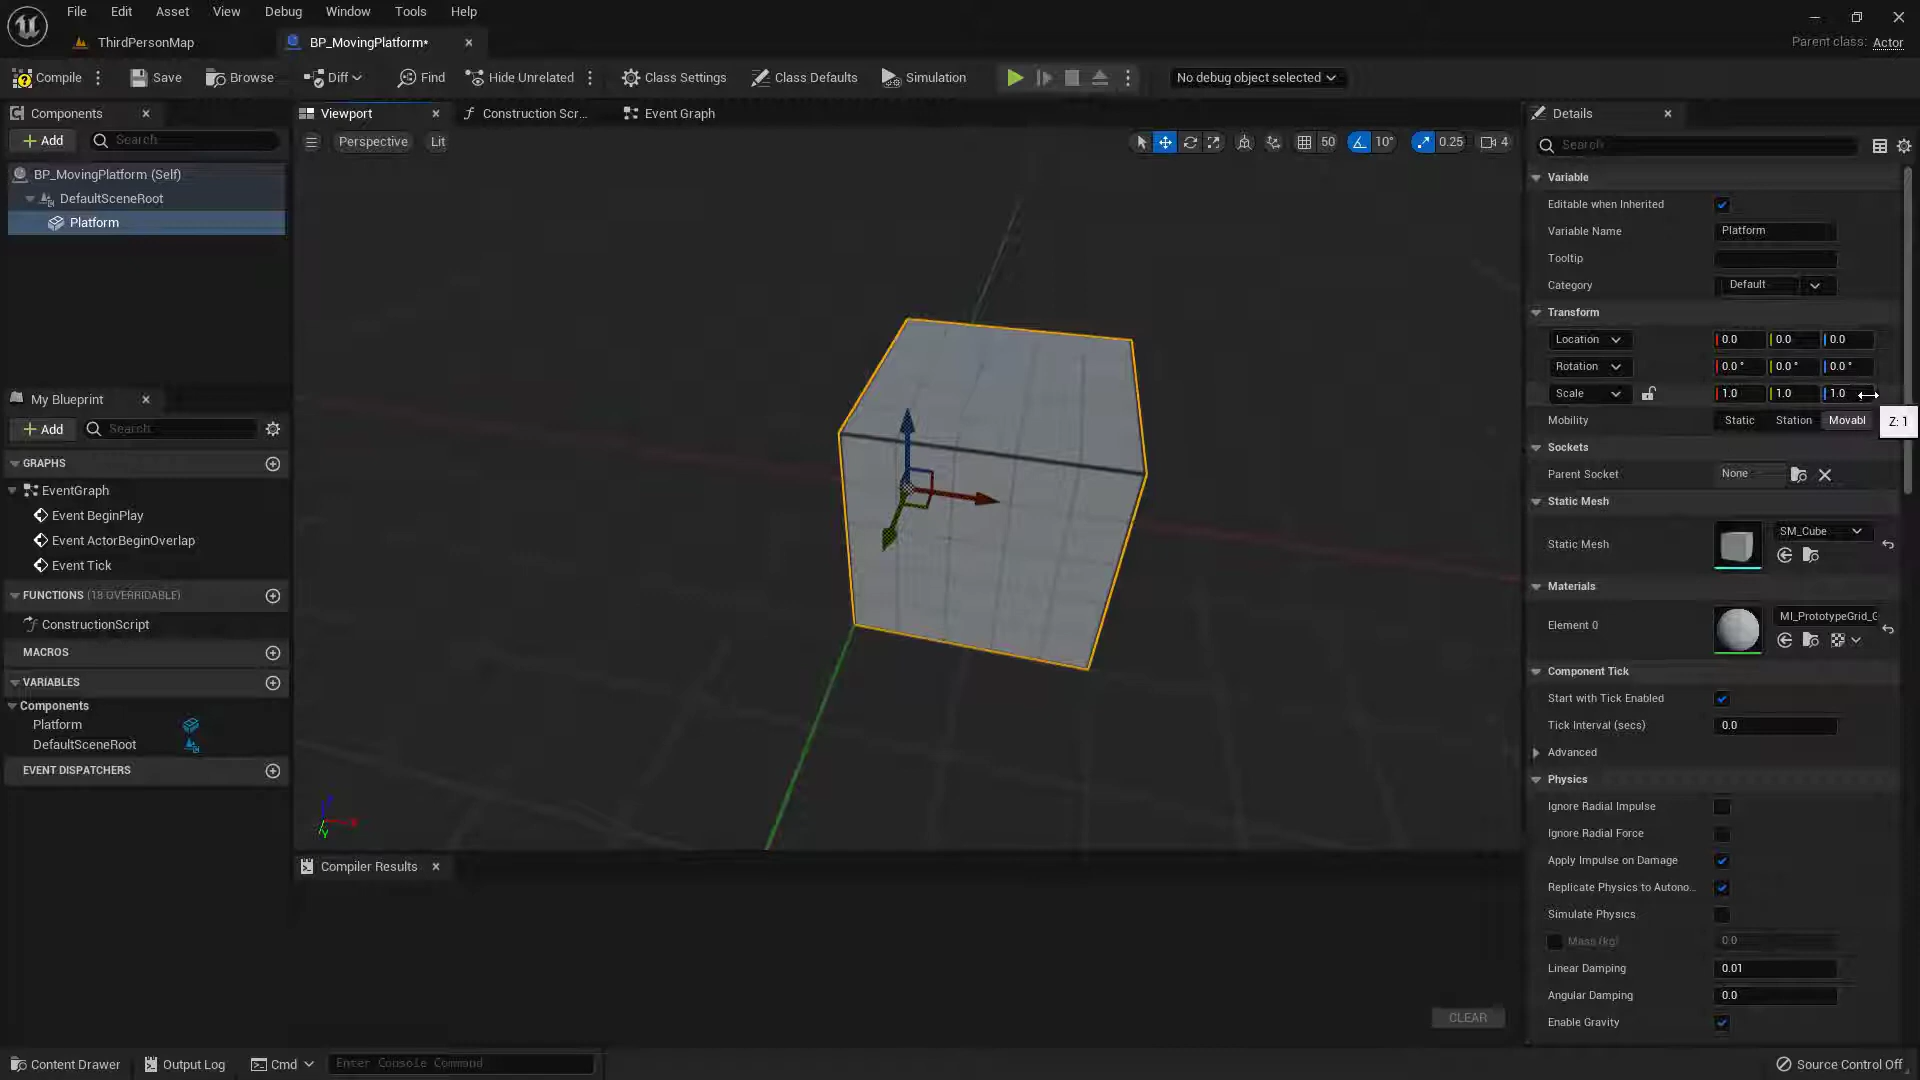 File Edit Asset View Debug Window Tools Help
ThirdPersonMap BP_MovingPlatform* Parent class: Actor
Compile Save Browse Diff Find Hide Unrelated Class Settings Class Defaults Simulation No debug object selected
Components
Add Search
BP_MovingPlatform (Self)
DefaultSceneRoot
Platform
My Blueprint
Add Search
GRAPHS
EventGraph
Event BeginPlay
Event ActorBeginOverlap
Event Tick
FUNCTIONS (18 OVERRIDABLE)
ConstructionScript
MACROS
VARIABLES
Components
Platform
DefaultSceneRoot
EVENT DISPATCHERS
Viewport Construction Scr... Event Graph
Perspective Lit 50 10° 0.25 4
Z
X
Y
Compiler Results
CLEAR
Details
Search
Variable
Editable when Inherited
Variable Name Platform
Tooltip
Category Default
Transform
Location 0.0 0.0 0.0
Rotation 0.0 ° 0.0 ° 0.0 °
Scale 1.0 1.0 1.0
Mobility Static Station Movabl
Z: 1
Sockets
Parent Socket None
Static Mesh
Static Mesh SM_Cube
Materials
Element 0 MI_PrototypeGrid_G
Component Tick
Start with Tick Enabled
Tick Interval (secs) 0.0
Advanced
Physics
Ignore Radial Impulse
Ignore Radial Force
Apply Impulse on Damage
Replicate Physics to Autono...
Simulate Physics
Mass (kg) 0.0
Linear Damping 0.01
Angular Damping 0.0
Enable Gravity
Content Drawer Output Log Cmd Enter Console Command Source Control Off